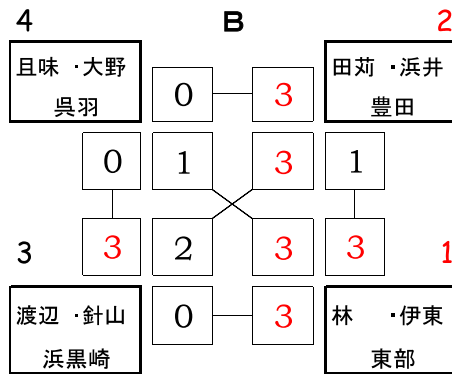 4 B 2
且味 ・大野 田苅 ・浜井
呉羽 0 3 豊田
0 1 3 1
3 2 3 3
3 1
渡辺 ・針山 林 ・伊東
浜黒崎 0 3 東部